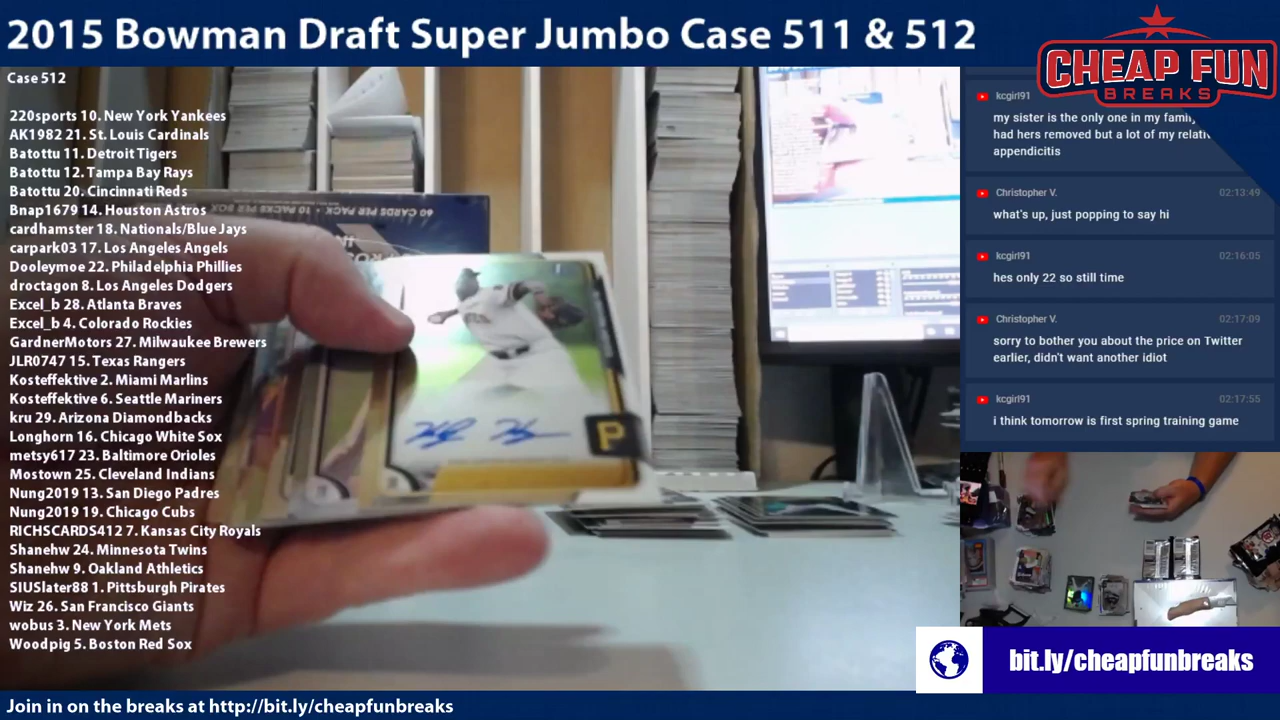 2015 Bowman Draft Super Jumbo Case 511 & 512
CHEAP FUN
BREAKS
Case 512
220sports 10. New York Yankees
AK1982 21. St. Louis Cardinals
Batottu 11. Detroit Tigers
Batottu 12. Tampa Bay Rays
Batottu 20. Cincinnati Reds
Bnap1679 14. Houston Astros
cardhamster 18. Nationals/Blue Jays
carpark03 17. Los Angeles Angels
Dooleymoe 22. Philadelphia Phillies
droctagon 8. Los Angeles Dodgers
Excel_b 28. Atlanta Braves
Excel_b 4. Colorado Rockies
GardnerMotors 27. Milwaukee Brewers
JLR0747 15. Texas Rangers
Kosteffektive 2. Miami Marlins
Kosteffektive 6. Seattle Mariners
kru 29. Arizona Diamondbacks
Longhorn 16. Chicago White Sox
metsy617 23. Baltimore Orioles
Mostown 25. Cleveland Indians
Nung2019 13. San Diego Padres
Nung2019 19. Chicago Cubs
RICHSCARDS412 7. Kansas City Royals
Shanehw 24. Minnesota Twins
Shanehw 9. Oakland Athletics
SIUSlater88 1. Pittsburgh Pirates
Wiz 26. San Francisco Giants
wobus 3. New York Mets
Woodpig 5. Boston Red Sox
60 CARDS PER PACK • 10 PACKS PER BOX
P
kcgirl91
my sister is the only one in my family
had hers removed but a lot of my
appendicitis
Christopher V. 02:13:49
what's up, just popping to say hi
kcgirl91 02:16:05
hes only 22 so still time
Christopher V. 02:17:09
sorry to bother you about the price on Twitter
earlier, didn't want another idiot
kcgirl91 02:17:55
i think tomorrow is first spring training game
bit.ly/cheapfunbreaks
Join in on the breaks at http://bit.ly/cheapfunbreaks